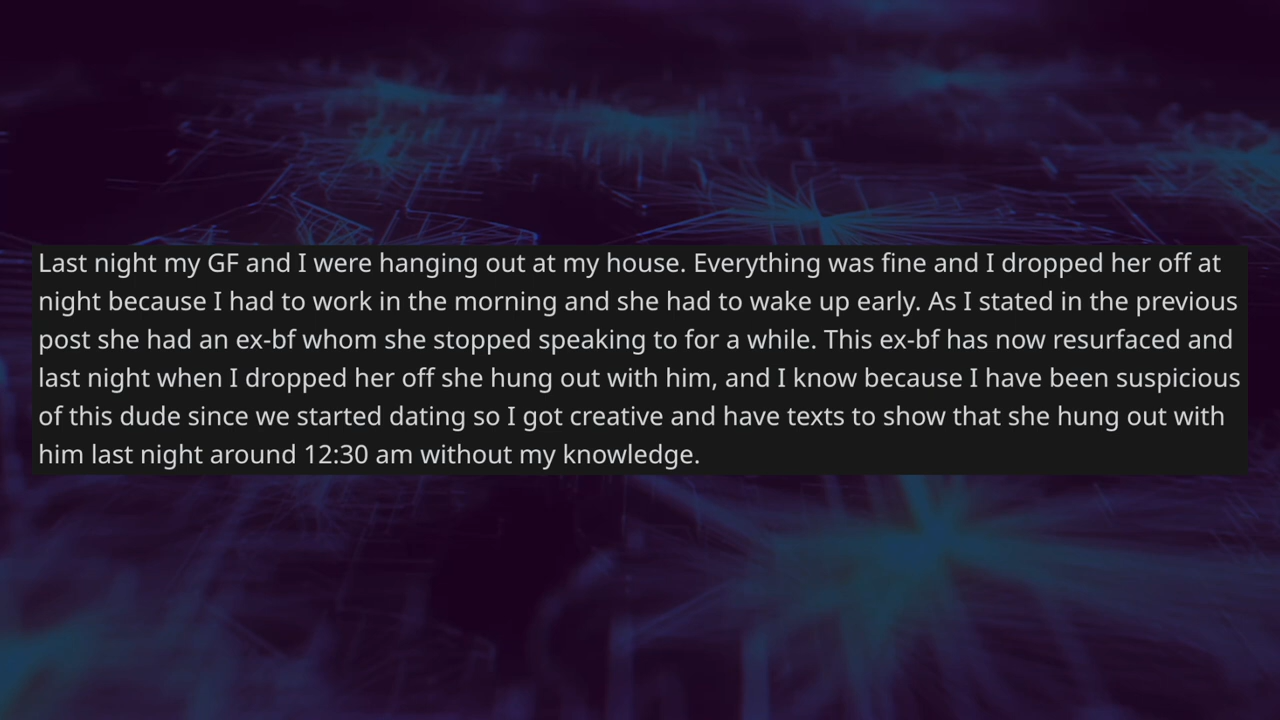 Last night my GF and I were hanging out at my house. Everything was fine and I dropped her off at
night because I had to work in the morning and she had to wake up early. As I stated in the previous
post she had an ex-bf whom she stopped speaking to for a while. This ex-bf has now resurfaced and
last night when I dropped her off she hung out with him, and I know because I have been suspicious
of this dude since we started dating so I got creative and have texts to show that she hung out with
him last night around 12:30 am without my knowledge.